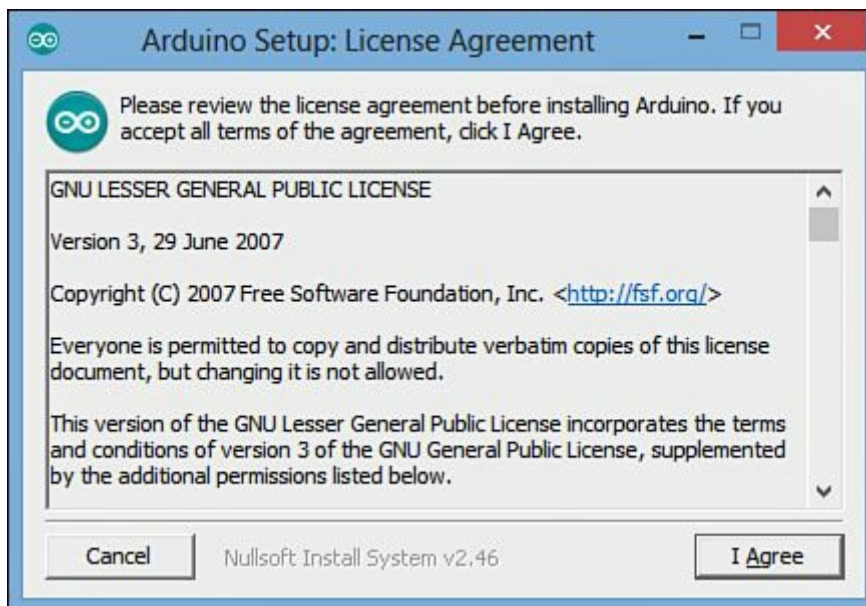 Arduino Setup: License Agreement
Please review the license agreement before installing Arduino. If you
accept all terms of the agreement, click I Agree.
GNU LESSER GENERAL PUBLIC LICENSE
Version 3, 29 June 2007
Copyright (C) 2007 Free Software Foundation, Inc. <http://fsf.org/>
Everyone is permitted to copy and distribute verbatim copies of this license
document, but changing it is not allowed.
This version of the GNU Lesser General Public License incorporates the terms
and conditions of version 3 of the GNU General Public License, supplemented
by the additional permissions listed below.
Cancel
Nullsoft Install System v2.46
I Agree